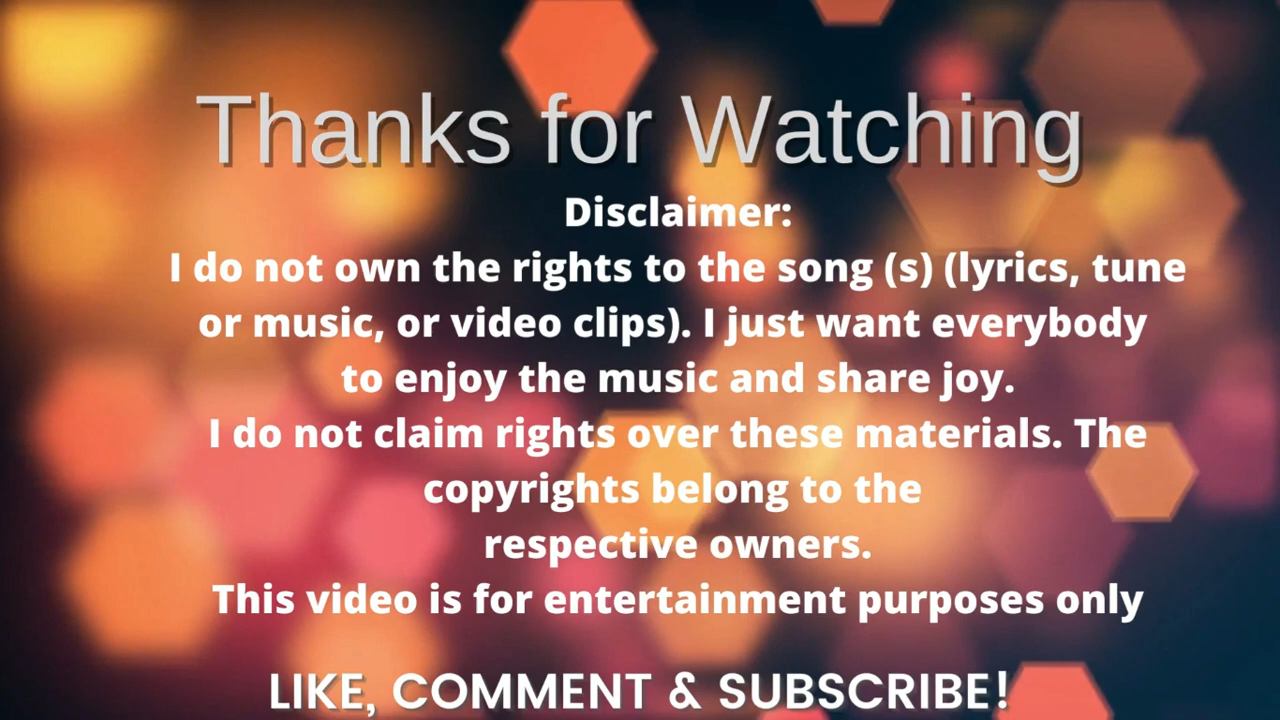 Thanks for Watching
Disclaimer:
I do not own the rights to the song (s) (lyrics, tune
or music, or video clips). I just want everybody
to enjoy the music and share joy.
I do not claim rights over these materials. The
copyrights belong to the
respective owners.
This video is for entertainment purposes only
LIKE, COMMENT & SUBSCRIBE!